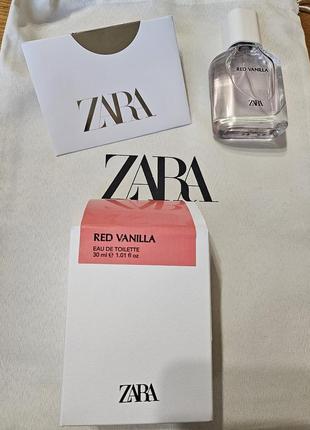 ZARA
RED VANILLA
ZARA
ZARA
RED VANILLA
EAU DE TOILETTE
30 ml ℮ 1.01 fl oz
ZARA